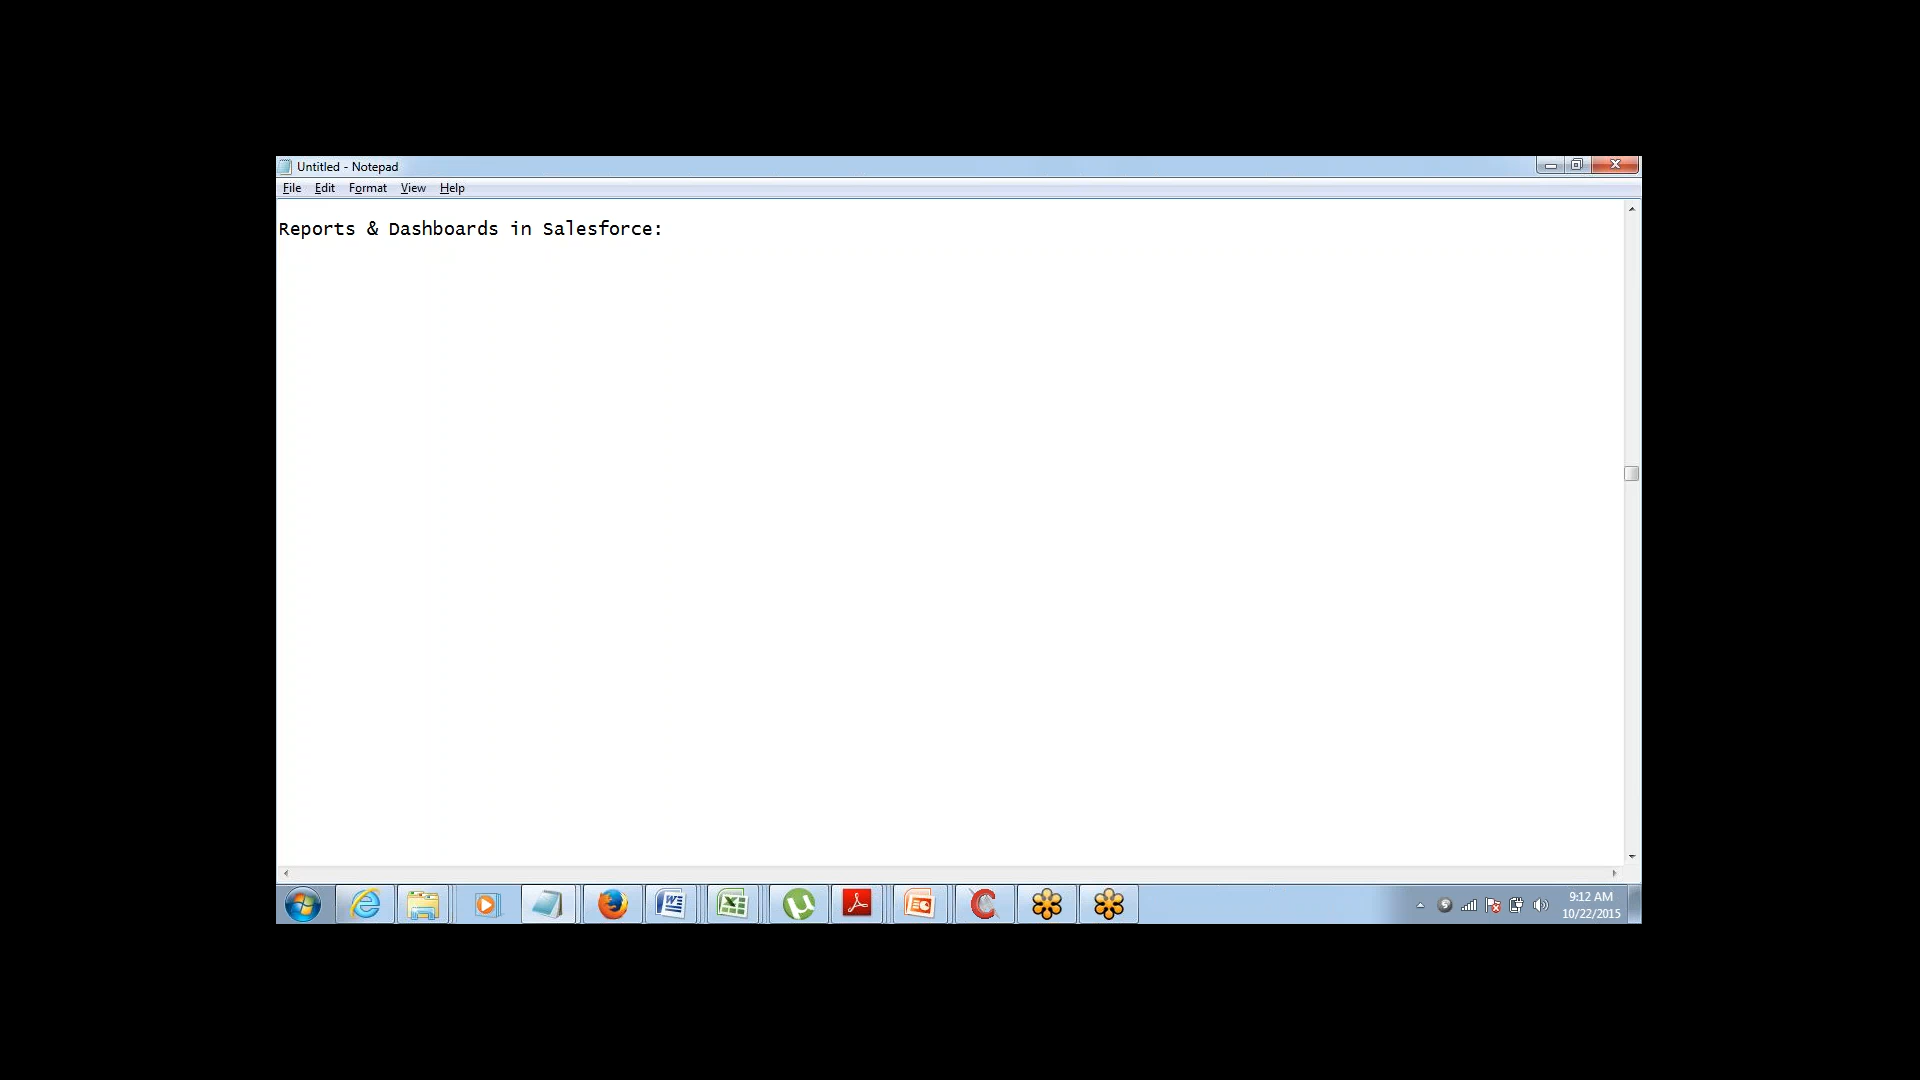 Untitled - Notepad
File Edit Format View Help
Reports & Dashboards in Salesforce:
9:12 AM
10/22/2015